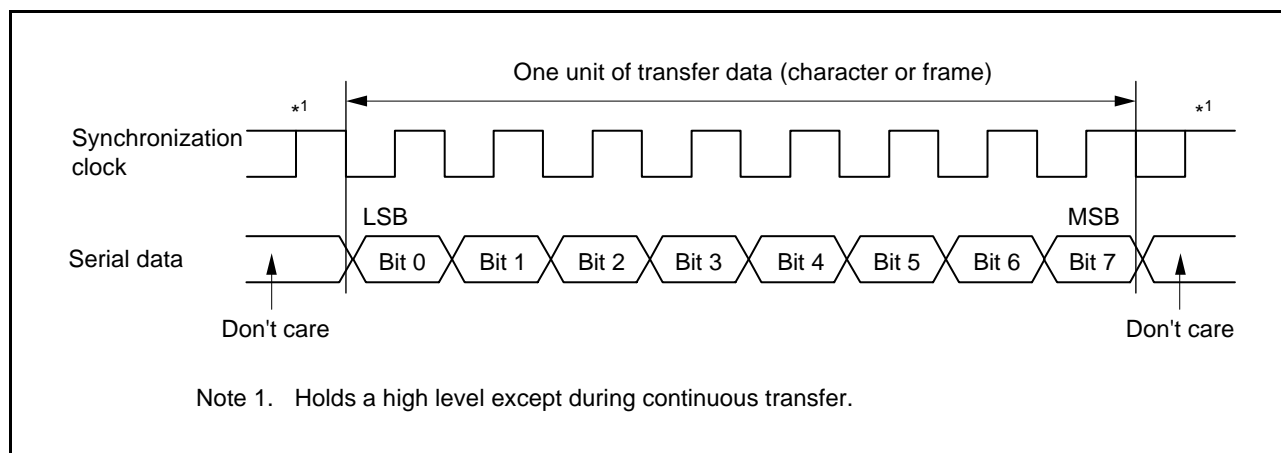 One unit of transfer data (character or frame)
*1
*1
Synchronization
clock
LSB
MSB
Serial data
Bit 0
Bit 1
Bit 2
Bit 3
Bit 4
Bit 5
Bit 6
Bit 7
Don't care
Don't care
Note 1. Holds a high level except during continuous transfer.